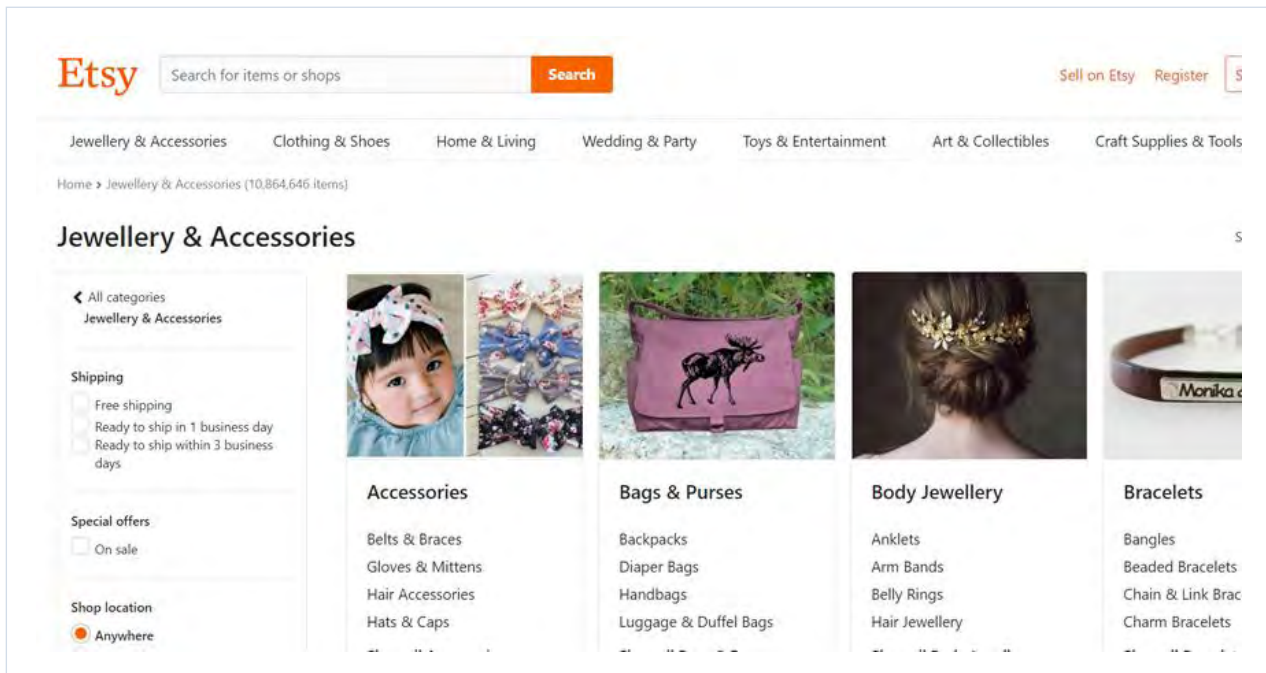 Etsy
Search for items or shops
Search
Sell on Etsy
Register
S
Jewellery & Accessories
Clothing & Shoes
Home & Living
Wedding & Party
Toys & Entertainment
Art & Collectibles
Craft Supplies & Tools
Home > Jewellery & Accessories (10,864,646 items)
Jewellery & Accessories
S
All categories
Jewellery & Accessories
Shipping
Free shipping
Ready to ship in 1 business day
Ready to ship within 3 business
days
Special offers
On sale
Shop location
Anywhere
Accessories
Belts & Braces
Gloves & Mittens
Hair Accessories
Hats & Caps
Bags & Purses
Backpacks
Diaper Bags
Handbags
Luggage & Duffel Bags
Body Jewellery
Anklets
Arm Bands
Belly Rings
Hair Jewellery
Monika
Bracelets
Bangles
Beaded Bracelets
Chain & Link Brac
Charm Bracelets